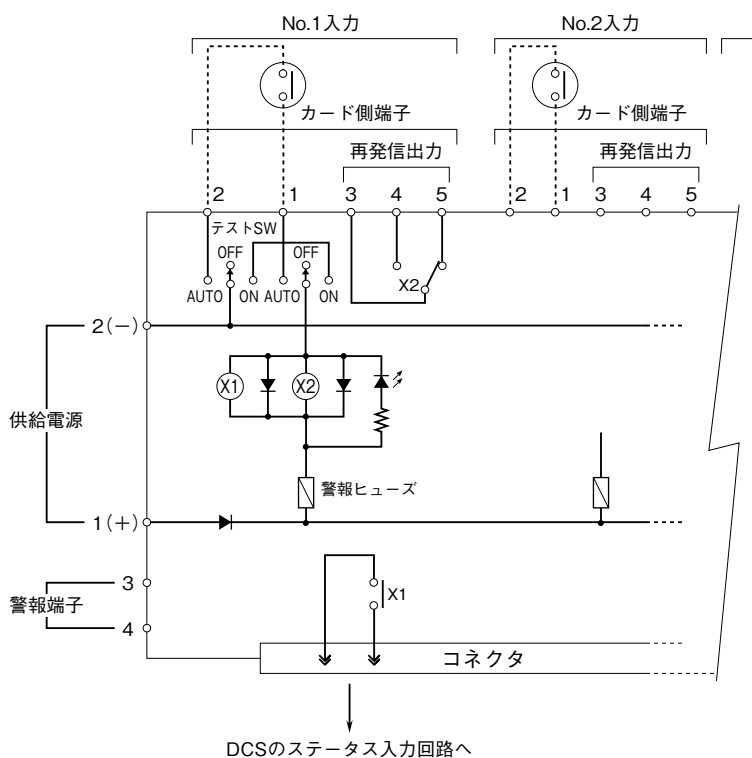 No.1入力 No.2入力
カード側端子 カード側端子
再発信出力 再発信出力
2 1 3 4 5 2 1 3 4 5
テストSW
OFF OFF
AUTO ON AUTO ON X2
2(−)
X1 X2
供給電源
警報ヒューズ
1(+)
3
X1
警報端子
4
コネクタ
DCSのステータス入力回路へ